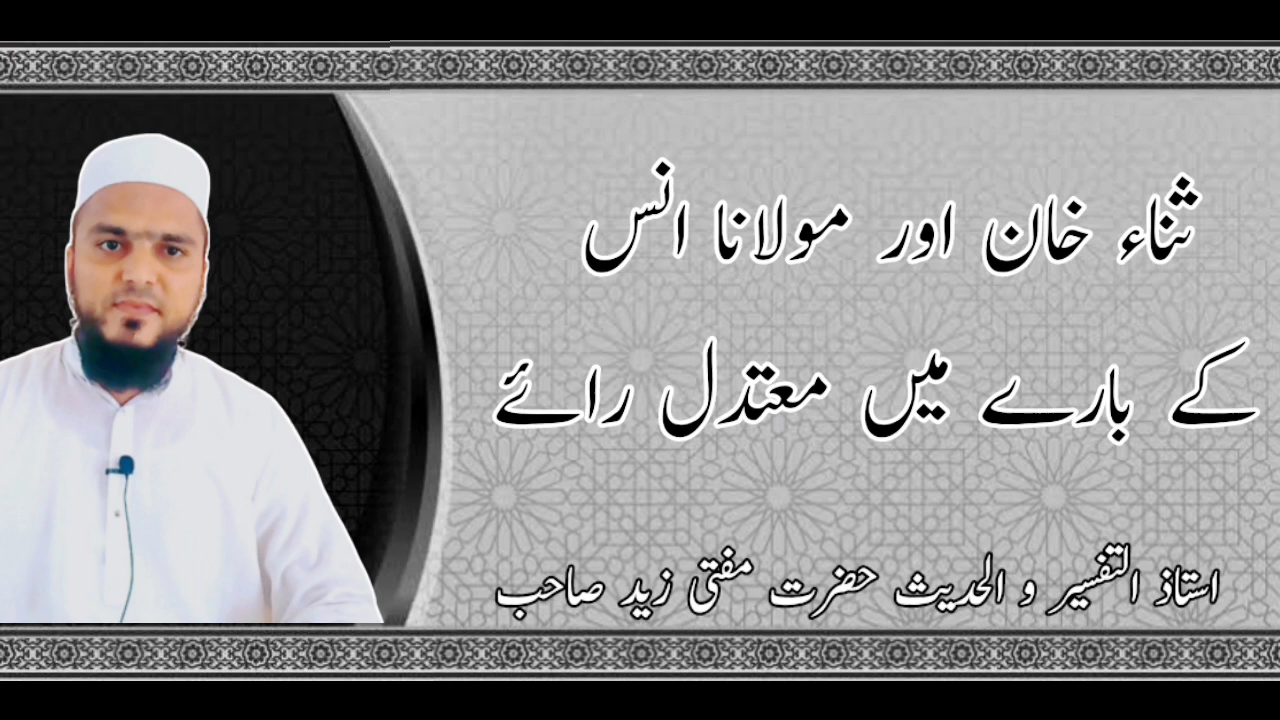 ثناء خان اور مولانا انس
کے بارے میں معتدل رائے
استاذ التفسیر و الحدیث حضرت مفتی زید صاحب